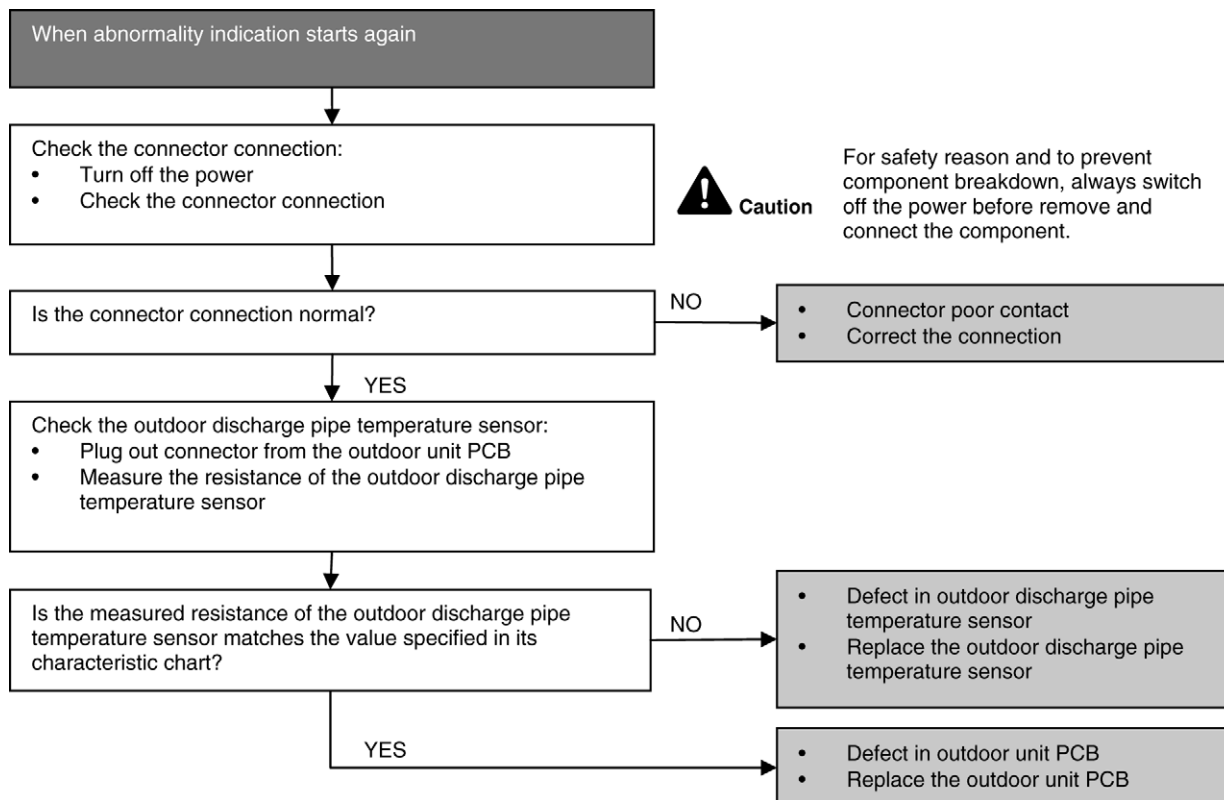 When abnormality indication starts again
Check the connector connection:
• Turn off the power
• Check the connector connection
Caution
For safety reason and to prevent
component breakdown, always switch
off the power before remove and
connect the component.
Is the connector connection normal?
NO
• Connector poor contact
• Correct the connection
YES
Check the outdoor discharge pipe temperature sensor:
• Plug out connector from the outdoor unit PCB
• Measure the resistance of the outdoor discharge pipe
temperature sensor
Is the measured resistance of the outdoor discharge pipe
temperature sensor matches the value specified in its
characteristic chart?
NO
• Defect in outdoor discharge pipe
temperature sensor
• Replace the outdoor discharge pipe
temperature sensor
YES
• Defect in outdoor unit PCB
• Replace the outdoor unit PCB